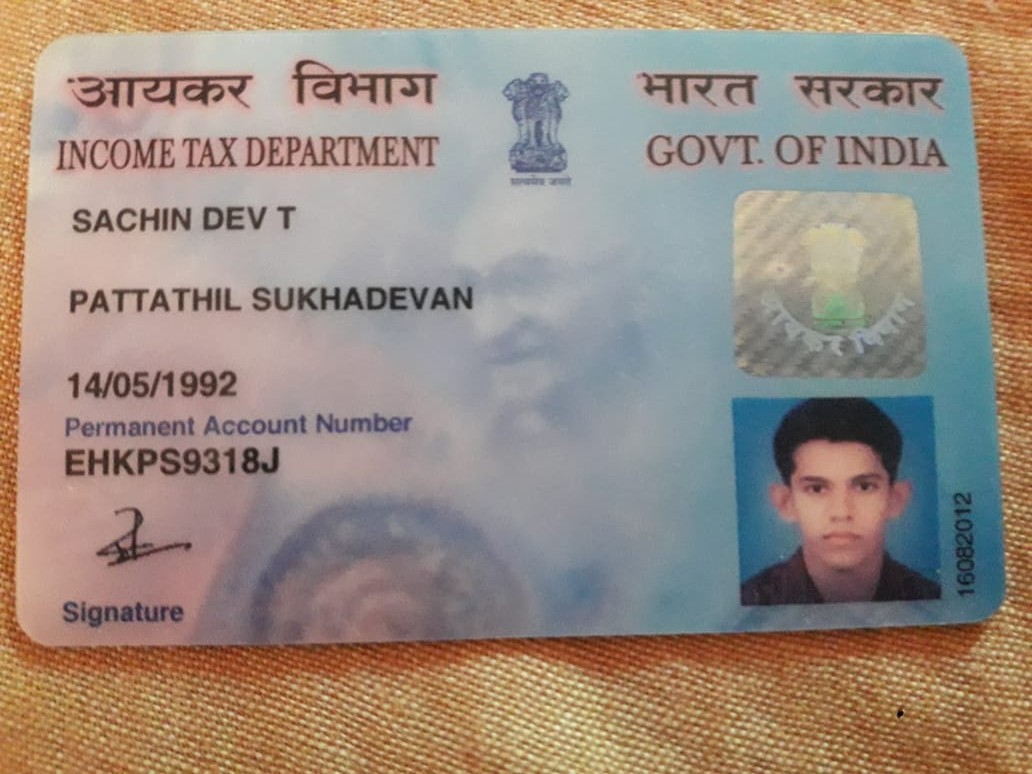 आयकर विभाग
भारत सरकार
INCOME TAX DEPARTMENT
GOVT. OF INDIA
सत्यमेव जयते
SACHIN DEV T
PATTATHIL SUKHADEVAN
14/05/1992
Permanent Account Number
EHKPS9318J
Signature
आयकर विभाग
16082012